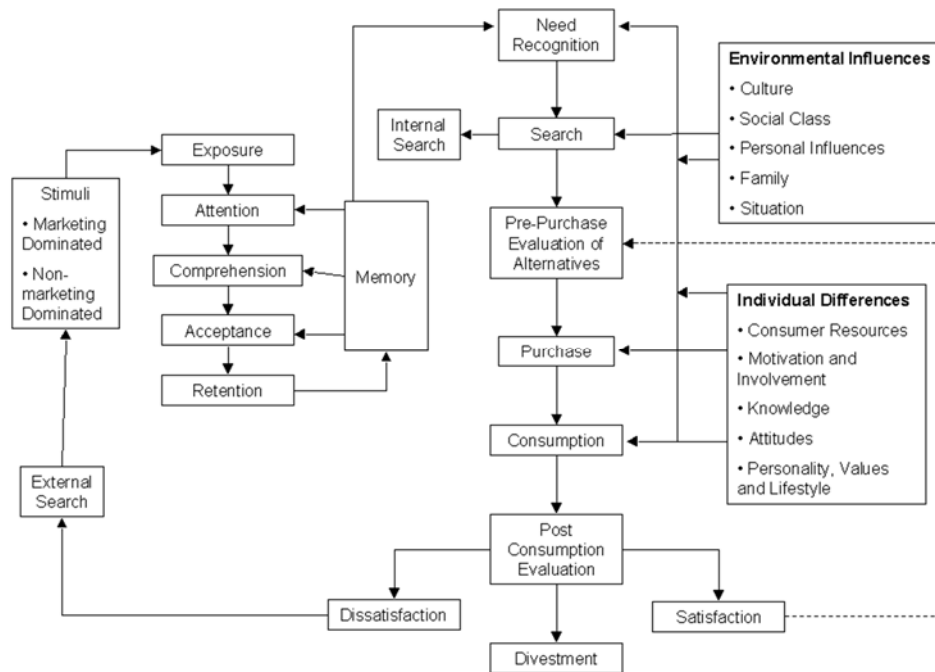 Need
Recognition
Environmental Influences
• Culture
• Social Class
• Personal Influences
• Family
• Situation
Internal
Search
Search
Exposure
Stimuli
• Marketing
Dominated
• Non-
marketing
Dominated
Attention
Pre-Purchase
Evaluation of
Alternatives
Comprehension
Memory
Acceptance
Individual Differences
• Consumer Resources
• Motivation and
Involvement
• Knowledge
• Attitudes
• Personality, Values
and Lifestyle
Purchase
Retention
Consumption
External
Search
Post
Consumption
Evaluation
Dissatisfaction
Satisfaction
Divestment